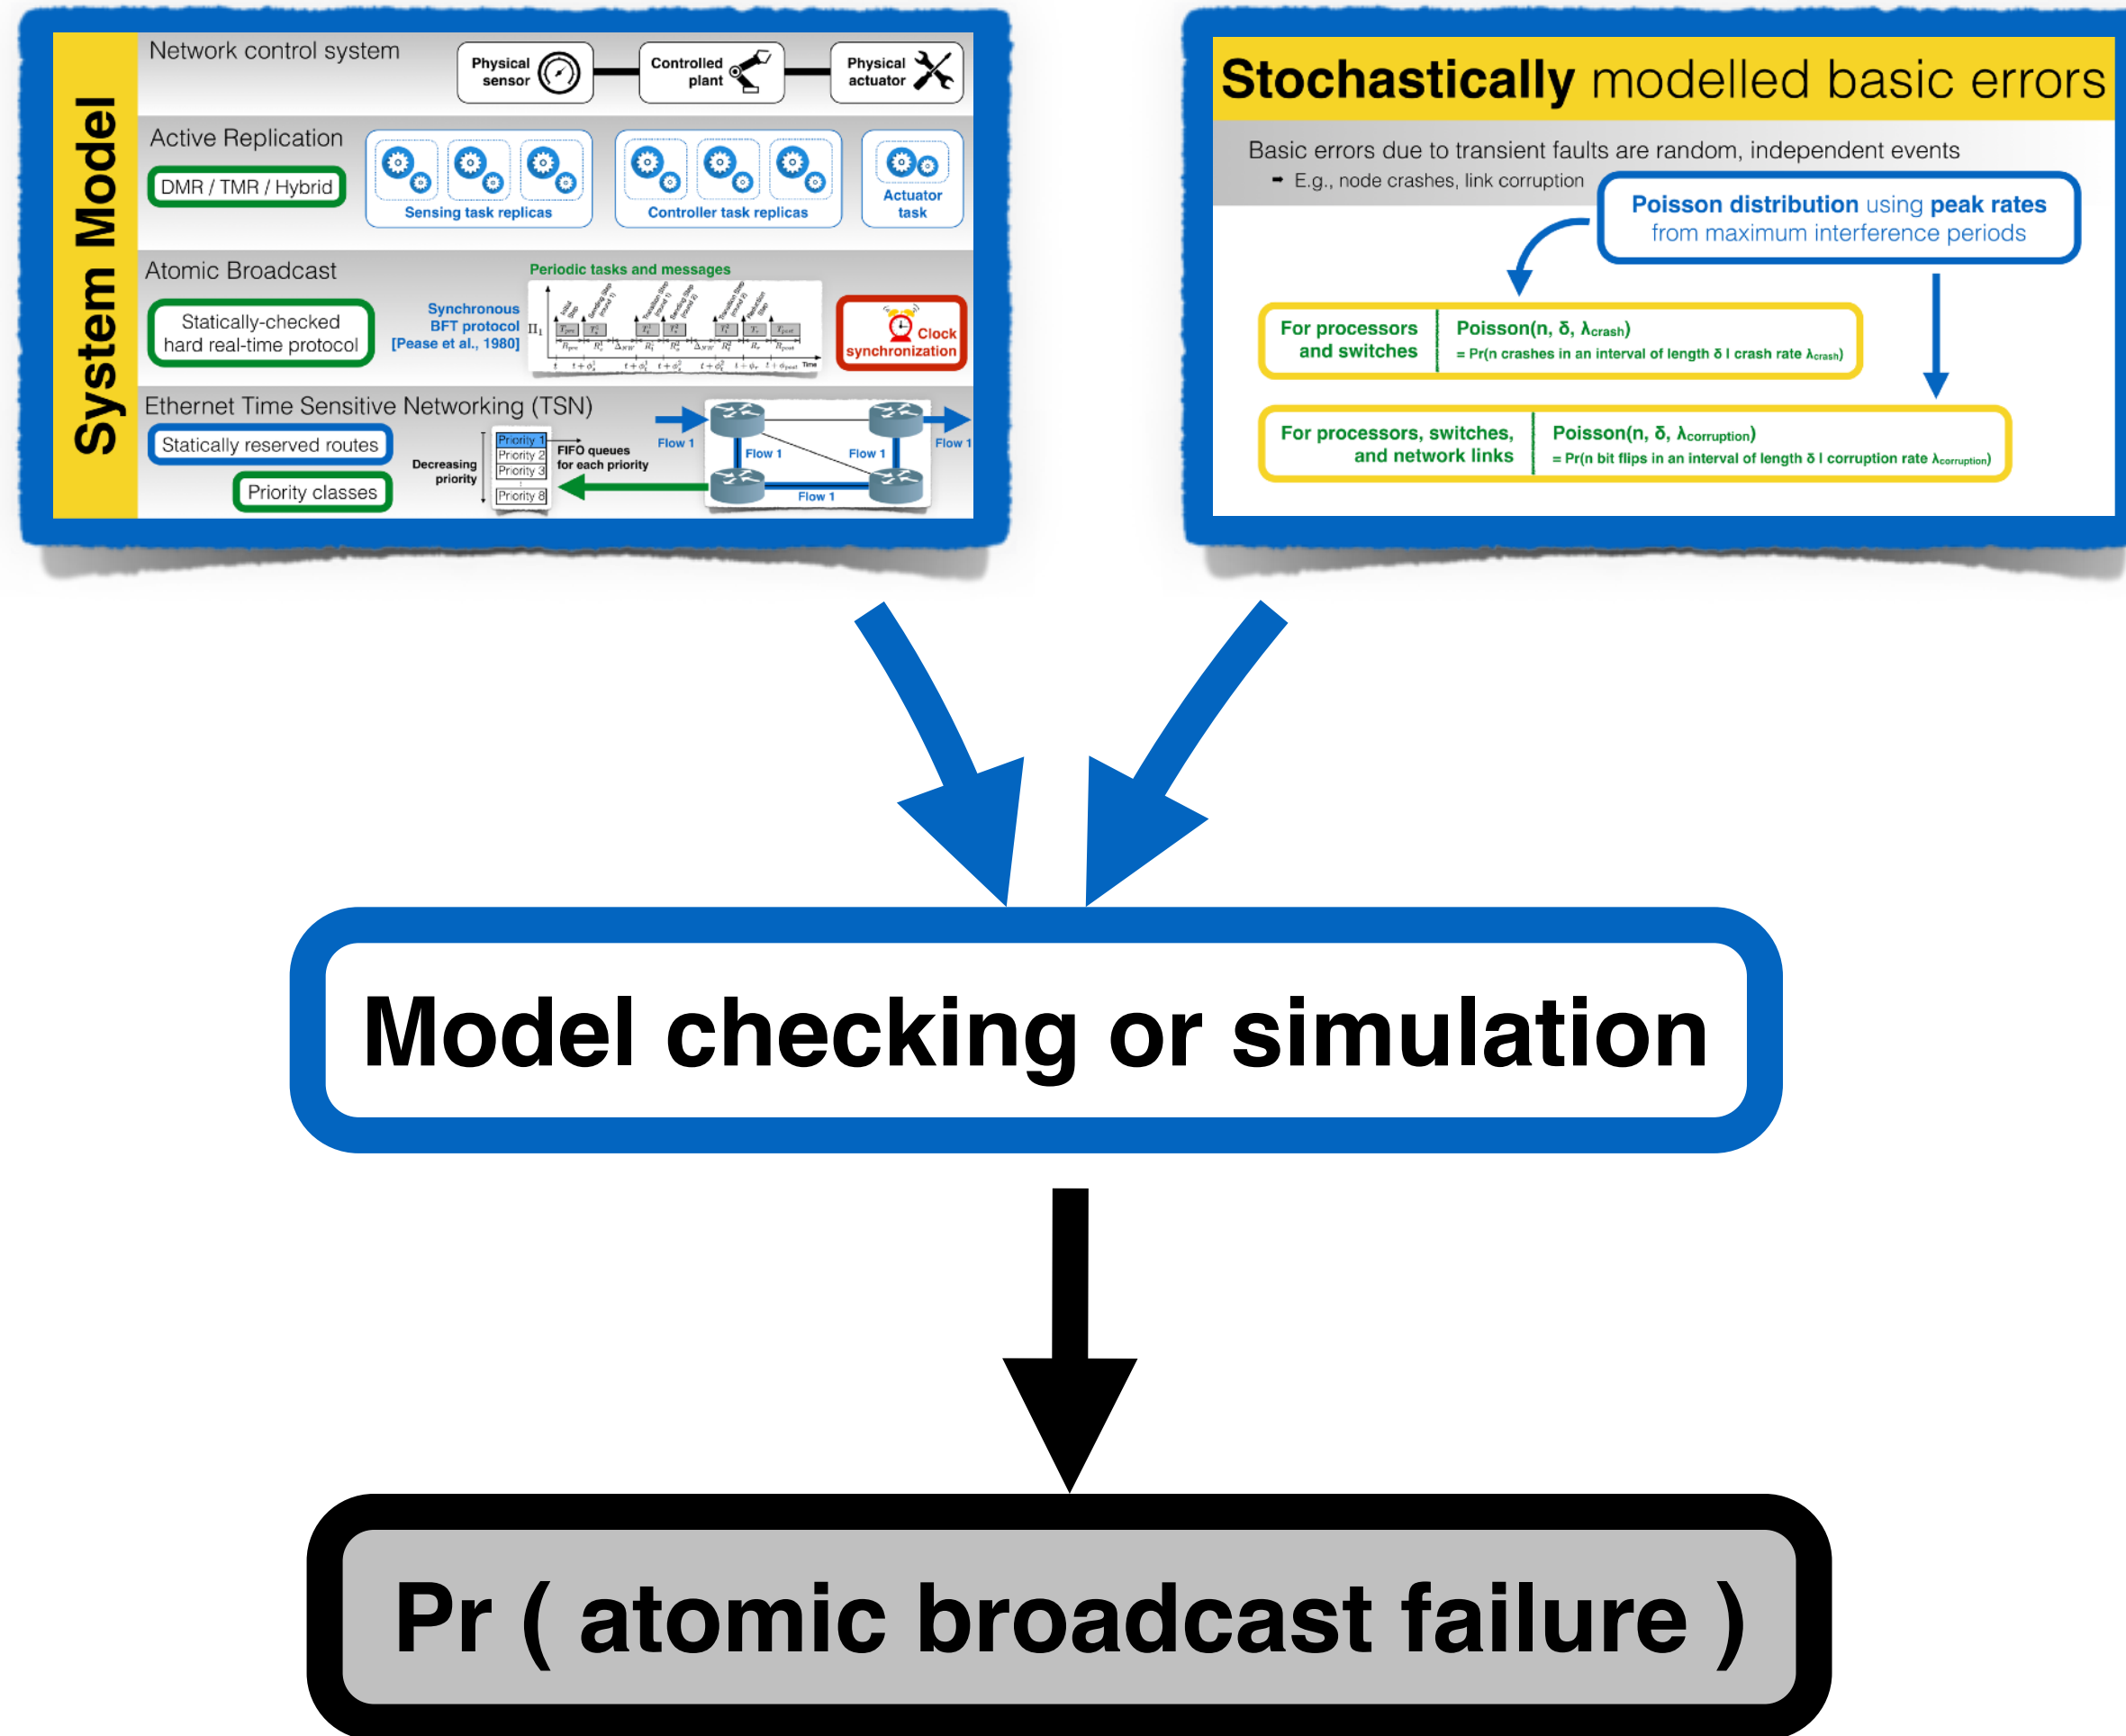 System Model
Network control system
Physical
sensor
Controlled
plant
Physical
actuator
Active Replication
DMR / TMR / Hybrid
Sensing task replicas
Controller task replicas
Actuator
task
Atomic Broadcast
Statically-checked
hard real-time protocol
Synchronous
BFT protocol
[Pease et al., 1980]
Periodic tasks and messages
Π₁
Time
Clock
synchronization
Ethernet Time Sensitive Networking (TSN)
Statically reserved routes
Priority classes
Decreasing
priority
Priority 1
Priority 2
Priority 3
Priority 8
FIFO queues
for each priority
Flow 1
Flow 1
Flow 1
Flow 1
Flow 1
Stochastically modelled basic errors
Basic errors due to transient faults are random, independent events
➡ E.g., node crashes, link corruption
Poisson distribution using peak rates
from maximum interference periods
For processors
and switches
Poisson(n, δ, λcrash)
= Pr(n crashes in an interval of length δ | crash rate λcrash)
For processors, switches,
and network links
Poisson(n, δ, λcorruption)
= Pr(n bit flips in an interval of length δ | corruption rate λcorruption)
Model checking or simulation
Pr ( atomic broadcast failure )